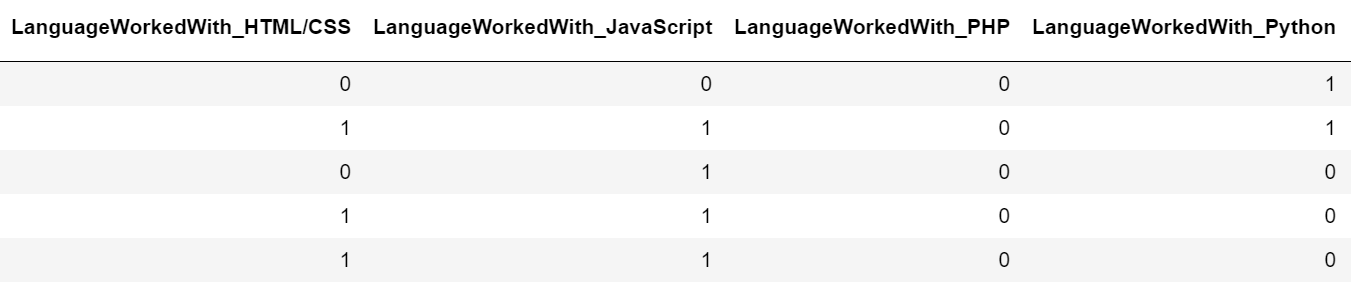 LanguageWorkedWith_HTML/CSS LanguageWorkedWith_JavaScript LanguageWorkedWith_PHP LanguageWorkedWith_Python
0 0 0 1
1 1 0 1
0 1 0 0
1 1 0 0
1 1 0 0